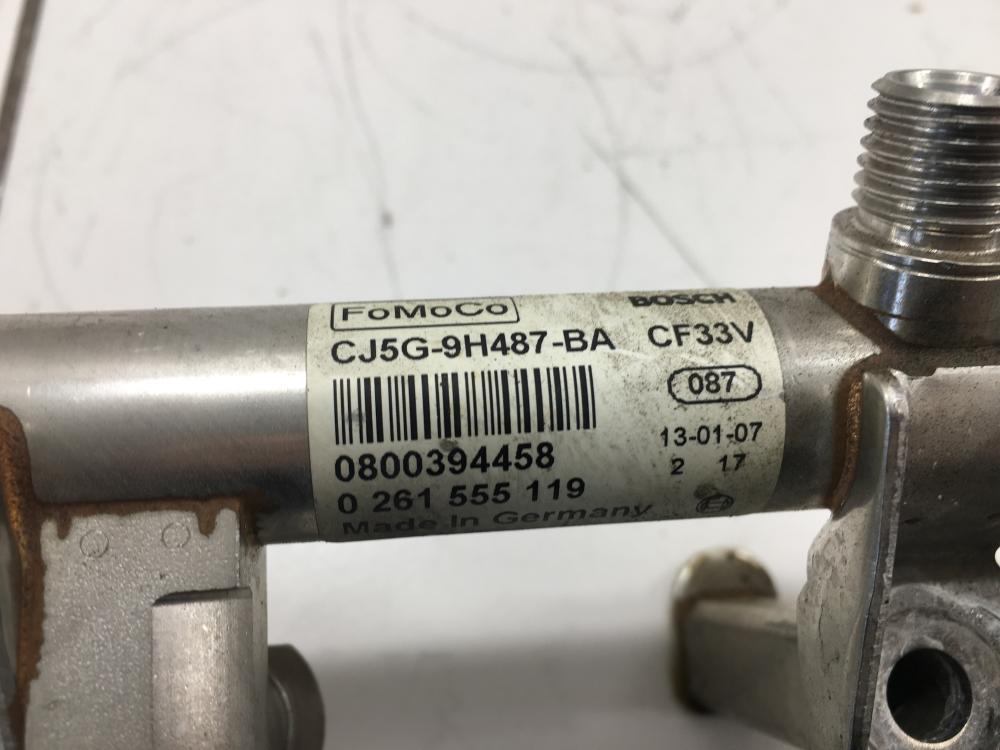 FoMoCo BOSCH
CJ5G-9H487-BA CF33V
087
0800394458 13-01-07
0 261 555 119 2 17
Made In Germany